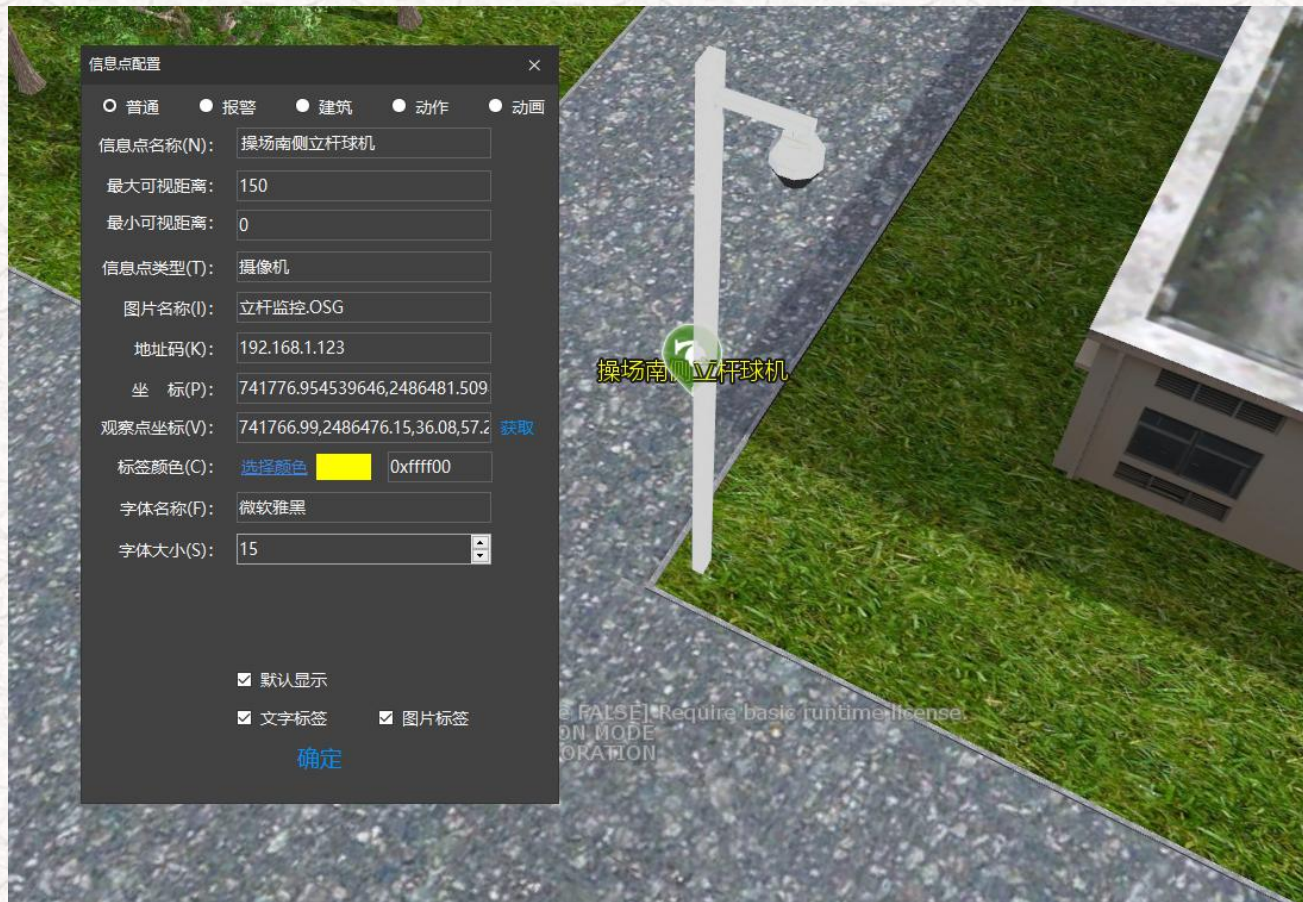 信息点配置
普通 报警 建筑 动作 动画
信息点名称(N): 操场南侧立杆球机
最大可视距离: 150
最小可视距离: 0
信息点类型(T): 摄像机
图片名称(I): 立杆监控.OSG
地址码(K): 192.168.1.123
坐 标(P): 741776.954539646,2486481.509
观察点坐标(V): 741766.99,2486476.15,36.08,57.2 获取
标签颜色(C): 选择颜色 0xffff00
字体名称(F): 微软雅黑
字体大小(S): 15
默认显示
文字标签 图片标签
确定
操场南侧立杆球机
FALSE] Require basic runtime license.
ON MODE
ORATION